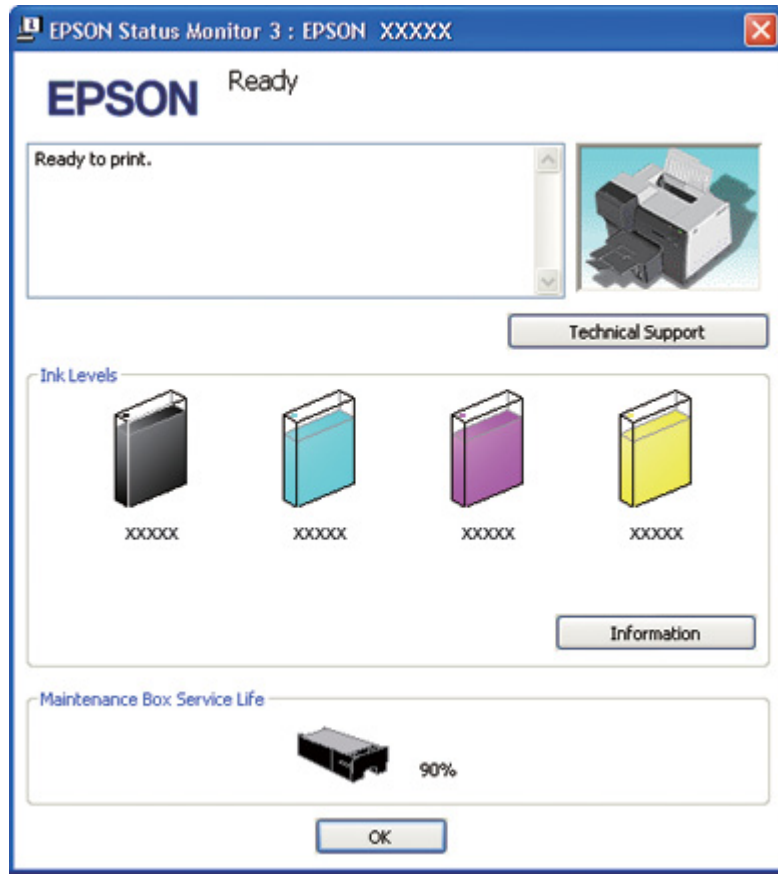 EPSON Status Monitor 3 : EPSON XXXXX
EPSON
Ready
Ready to print.
Technical Support
Ink Levels
XXXXX XXXXX XXXXX XXXXX
Information
Maintenance Box Service Life
90%
OK